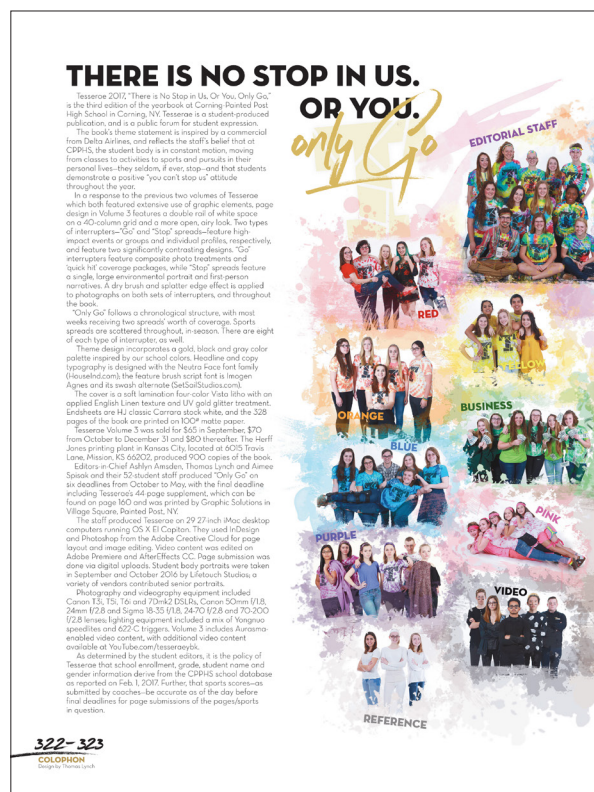 THERE IS NO STOP IN US.
OR YOU.
only Go
Tesserae 2017, "There is No Stop in Us. Or You. Only Go,"
is the third edition of the yearbook at Corning-Painted Post
High School in Corning, NY. Tesserae is a student-produced
publication, and is a public forum for student expression.
The book's theme statement is inspired by a commercial
from Delta Airlines, and reflects the staff's belief that at
CPPHS, the student body is in constant motion, moving
from classes to activities to sports and pursuits in their
personal lives—they seldom, if ever, stop—and that students
demonstrate a positive "you can't stop us" attitude
throughout the year.
In a response to the previous two volumes of Tesserae
which both featured extensive use of graphic elements, page
design in Volume 3 features a double rail of white space
on a 40-column grid and a more open, airy look. Two types
of interrupters—"Go" and "Stop" spreads—feature high-
impact events or groups and individual profiles, respectively,
and feature two significantly contrasting designs. "Go"
interrupters feature composite photo treatments and
'quick hit' coverage packages, while "Stop" spreads feature
a single, large environmental portrait and first-person
narratives. A dry brush and splatter edge effect is applied
to photographs on both sets of interrupters, and throughout
the book.
"Only Go" follows a chronological structure, with most
weeks receiving two spreads' worth of coverage. Sports
spreads are scattered throughout, in-season. There are eight
of each type of interrupter, as well.
Theme design incorporates a gold, black and gray color
palette inspired by our school colors. Headline and copy
typography is designed with the Neutra Face font family
(HouseInd.com); the feature brush script font is Imogen
Agnes and its swash alternate (SetSailStudios.com).
The cover is a soft lamination four-color Vista litho with an
applied English Linen texture and UV gold glitter treatment.
Endsheets are HJ classic Carrara stock white, and the 328
pages of the book are printed on 100# matte paper.
Tesserae Volume 3 was sold for $65 in September, $70
from October to December 31 and $80 thereafter. The Herff
Jones printing plant in Kansas City, located at 6015 Travis
Lane, Mission, KS 66202, produced 900 copies of the book.
Editors-in-Chief Ashlyn Amsden, Thomas Lynch and Aimee
Spisak and their 52-student staff produced "Only Go" on
six deadlines from October to May, with the final deadline
including Tesserae's 44-page supplement, which can be
found on page 160 and was printed by Graphic Solutions in
Village Square, Painted Post, NY.
The staff produced Tesserae on 29 27-inch iMac desktop
computers running OS X El Capitan. They used InDesign
and Photoshop from the Adobe Creative Cloud for page
layout and image editing. Video content was edited on
Adobe Premiere and AfterEffects CC. Page submission was
done via digital uploads. Student body portraits were taken
in September and October 2016 by Lifetouch Studios; a
variety of vendors contributed senior portraits.
Photography and videography equipment included
Canon T3i, T5i, T6i and 7Dmk2 DSLRs, Canon 50mm f/1.8,
24mm f/2.8 and Sigma 18-35 f/1.8, 24-70 f/2.8 and 70-200
f/2.8 lenses; lighting equipment included a mix of Yongnuo
speedlites and 622-C triggers. Volume 3 includes Aurasma-
enabled video content, with additional video content
available at YouTube.com/tesseraeybk.
As determined by the student editors, it is the policy of
Tesserae that school enrollment, grade, student name and
gender information derive from the CPPHS school database
as reported on Feb. 1, 2017. Further, that sports scores—as
submitted by coaches—be accurate as of the day before
final deadlines for page submissions of the pages/sports
in question.
EDITORIAL STAFF
RED
YELLOW
ORANGE
BUSINESS
BLUE
PINK
PURPLE
VIDEO
REFERENCE
322-323
COLOPHON
Design by Thomas Lynch